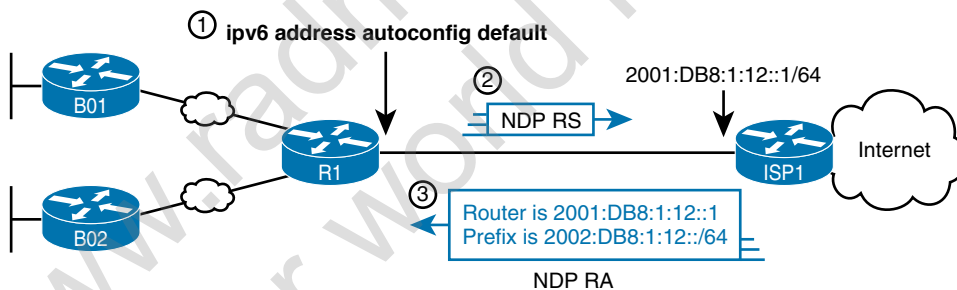 1 ipv6 address autoconfig default
B01
2
NDP RS
2001:DB8:1:12::1/64
R1
ISP1
Internet
B02
3
Router is 2001:DB8:1:12::1
Prefix is 2002:DB8:1:12::/64
NDP RA